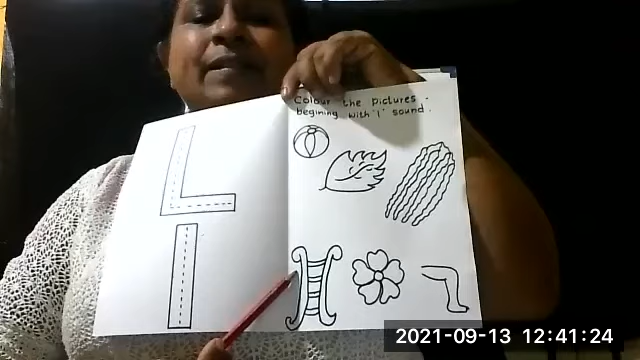 Colour the pictures -
begining with 'l' sound.
L
l
2021-09-13 12:41:24